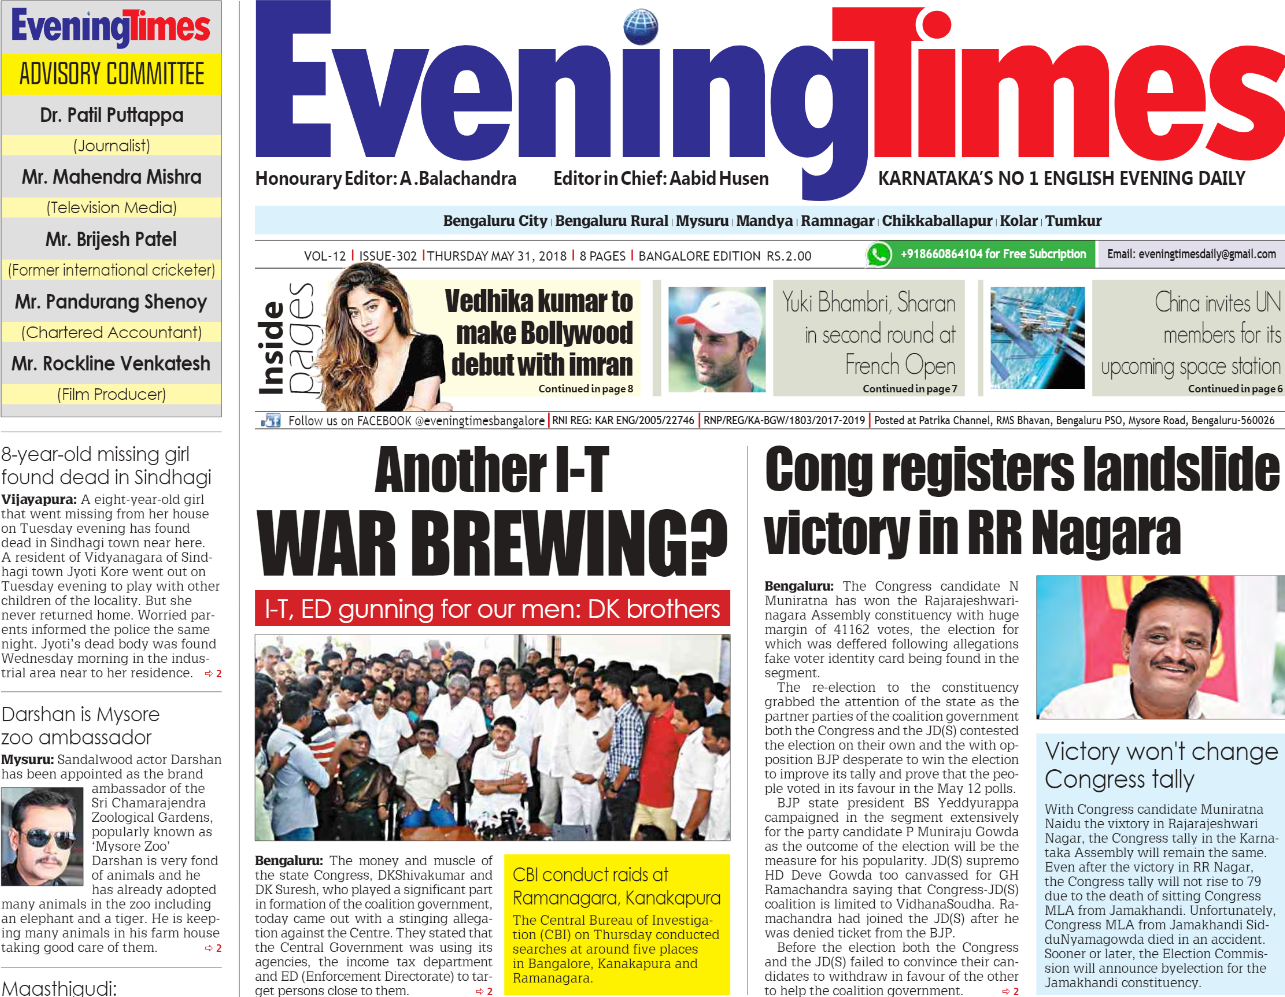 EveningTimes
ADVISORY COMMITTEE
Dr. Patil Puttappa
(Journalist)
Mr. Mahendra Mishra
(Television Media)
Mr. Brijesh Patel
(Former international cricketer)
Mr. Pandurang Shenoy
(Chartered Accountant)
Mr. Rockline Venkatesh
(Film Producer)
8-year-old missing girl
found dead in Sindhagi
Vijayapura: A eight-year-old girl
that went missing from her house
on Tuesday evening has found
dead in Sindhagi town near here.
A resident of Vidyanagara of Sind-
hagi town Jyoti Kore went out on
Tuesday evening to play with other
children of the locality. But she
never returned home. Worried par-
ents informed the police the same
night. Jyoti's dead body was found
Wednesday morning in the indus-
trial area near to her residence. ➪ 2
Darshan is Mysore
zoo ambassador
Mysuru: Sandalwood actor Darshan
has been appointed as the brand
ambassador of the
Sri Chamarajendra
Zoological Gardens,
popularly known as
‘Mysore Zoo’
Darshan is very fond
of animals and he
has already adopted
many animals in the zoo including
an elephant and a tiger. He is keep-
ing many animals in his farm house
taking good care of them. ➪ 2
Maasthigudi:
EveningTimes
Honourary Editor: A .Balachandra Editor in Chief: Aabid Husen KARNATAKA’S NO 1 ENGLISH EVENING DAILY
Bengaluru City | Bengaluru Rural | Mysuru | Mandya | Ramnagar | Chikkaballapur | Kolar | Tumkur
VOL-12 | ISSUE-302 | THURSDAY MAY 31, 2018 | 8 PAGES | BANGALORE EDITION RS.2.00
+918660864104 for Free Subcription
Email: eveningtimesdaily@gmail.com
Inside
pages
Vedhika kumar to
make Bollywood
debut with imran
Continued in page 8
Yuki Bhambri, Sharan
in second round at
French Open
Continued in page 7
China invites UN
members for its
upcoming space station
Continued in page 6
Follow us on FACEBOOK @eveningtimesbangalore | RNI REG: KAR ENG/2005/22746 | RNP/REG/KA-BGW/1803/2017-2019 | Posted at Patrika Channel, RMS Bhavan, Bengaluru PSO, Mysore Road, Bengaluru-560026
Another I-T
WAR BREWING?
I-T, ED gunning for our men: DK brothers
Bengaluru: The money and muscle of
the state Congress, DKShivakumar and
DK Suresh, who played a significant part
in formation of the coalition government,
today came out with a stinging allega-
tion against the Centre. They stated that
the Central Government was using its
agencies, the income tax department
and ED (Enforcement Directorate) to tar-
get persons close to them. ➪ 2
CBI conduct raids at
Ramanagara, Kanakapura
The Central Bureau of Investiga-
tion (CBI) on Thursday conducted
searches at around five places
in Bangalore, Kanakapura and
Ramanagara.
Cong registers landslide
victory in RR Nagara
Bengaluru: The Congress candidate N
Muniratna has won the Rajarajeshwari-
nagara Assembly constituency with huge
margin of 41162 votes, the election for
which was deffered following allegations
fake voter identity card being found in the
segment.
The re-election to the constituency
grabbed the attention of the state as the
partner parties of the coalition government
both the Congress and the JD(S) contested
the election on their own and the with op-
position BJP desperate to win the election
to improve its tally and prove that the peo-
ple voted in its favour in the May 12 polls.
BJP state president BS Yeddyurappa
campaigned in the segment extensively
for the party candidate P Muniraju Gowda
as the outcome of the election will be the
measure for his popularity. JD(S) supremo
HD Deve Gowda too canvassed for GH
Ramachandra saying that Congress-JD(S)
coalition is limited to VidhanaSoudha. Ra-
machandra had joined the JD(S) after he
was denied ticket from the BJP.
Before the election both the Congress
and the JD(S) failed to convince their can-
didates to withdraw in favour of the other
to help the coalition government. ➪ 2
Victory won't change
Congress tally
With Congress candidate Muniratna
Naidu the vixtory in Rajarajeshwari
Nagar, the Congress tally in the Karna-
taka Assembly will remain the same.
Even after the victory in RR Nagar,
the Congress tally will not rise to 79
due to the death of sitting Congress
MLA from Jamakhandi. Unfortunately,
Congress MLA from Jamakhandi Sid-
duNyamagowda died in an accident.
Sooner or later, the Election Commis-
sion will announce byelection for the
Jamakhandi constituency.